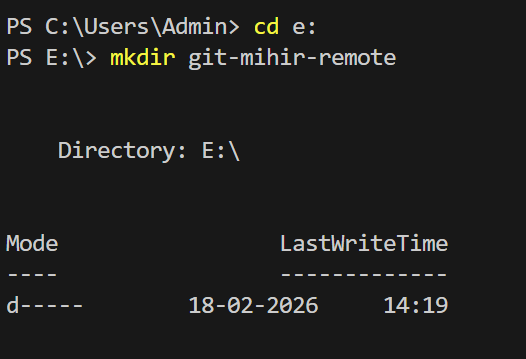 PS C:\Users\Admin> cd e:
PS E:\> mkdir git-mihir-remote
Directory: E:\
Mode LastWriteTime
---- -------------
d----- 18-02-2026 14:19